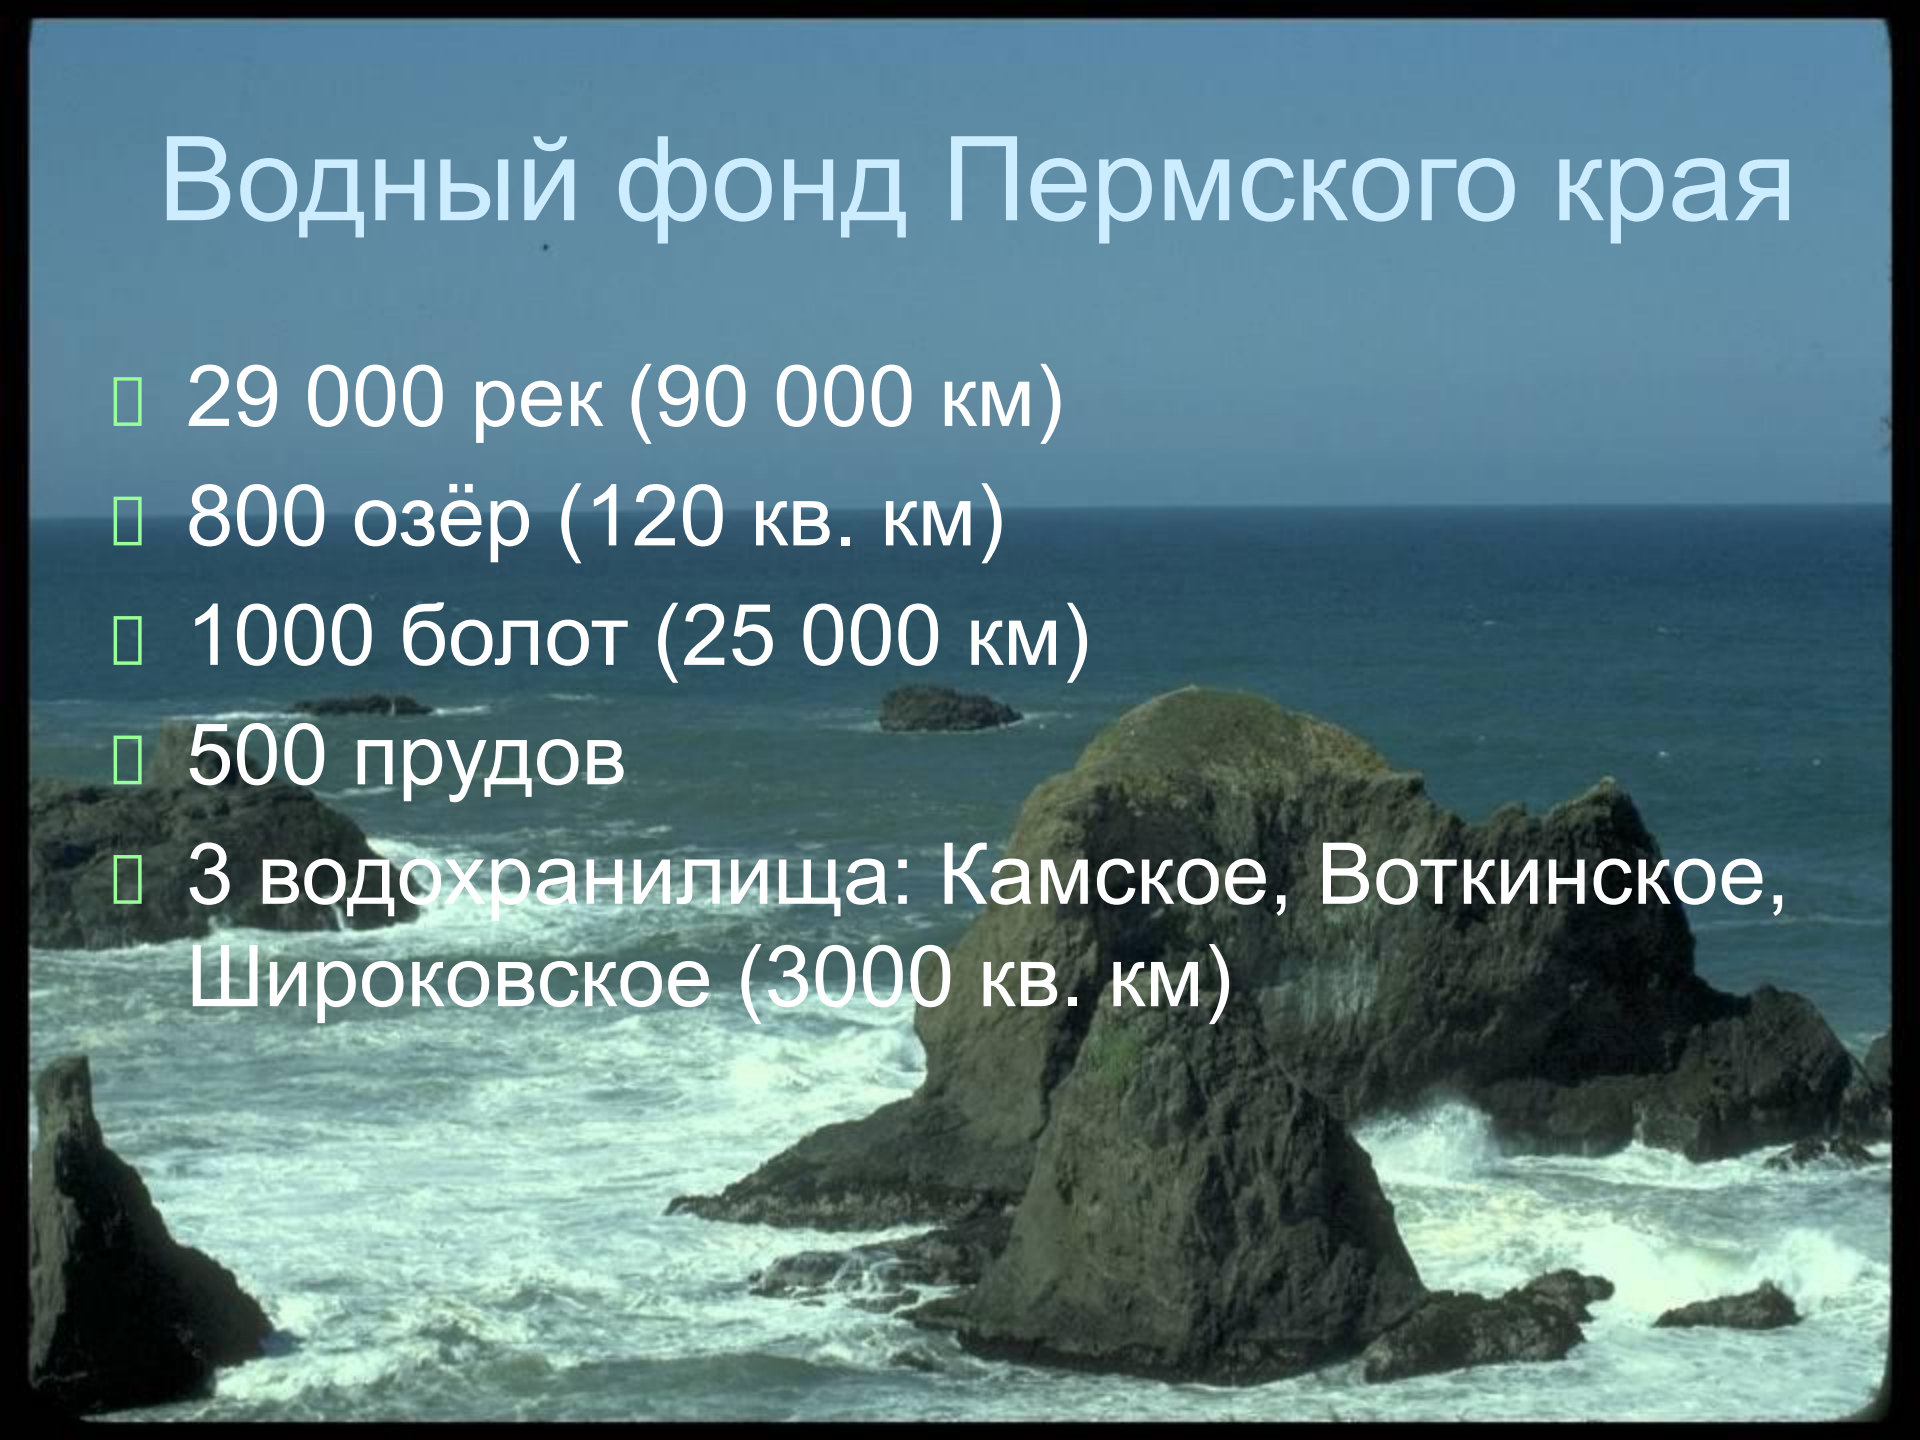 Водный фонд Пермского края
29 000 рек (90 000 км)
800 озёр (120 кв. км)
1000 болот (25 000 км)
500 прудов
3 водохранилища: Камское, Воткинское,
Широковское (3000 кв. км)